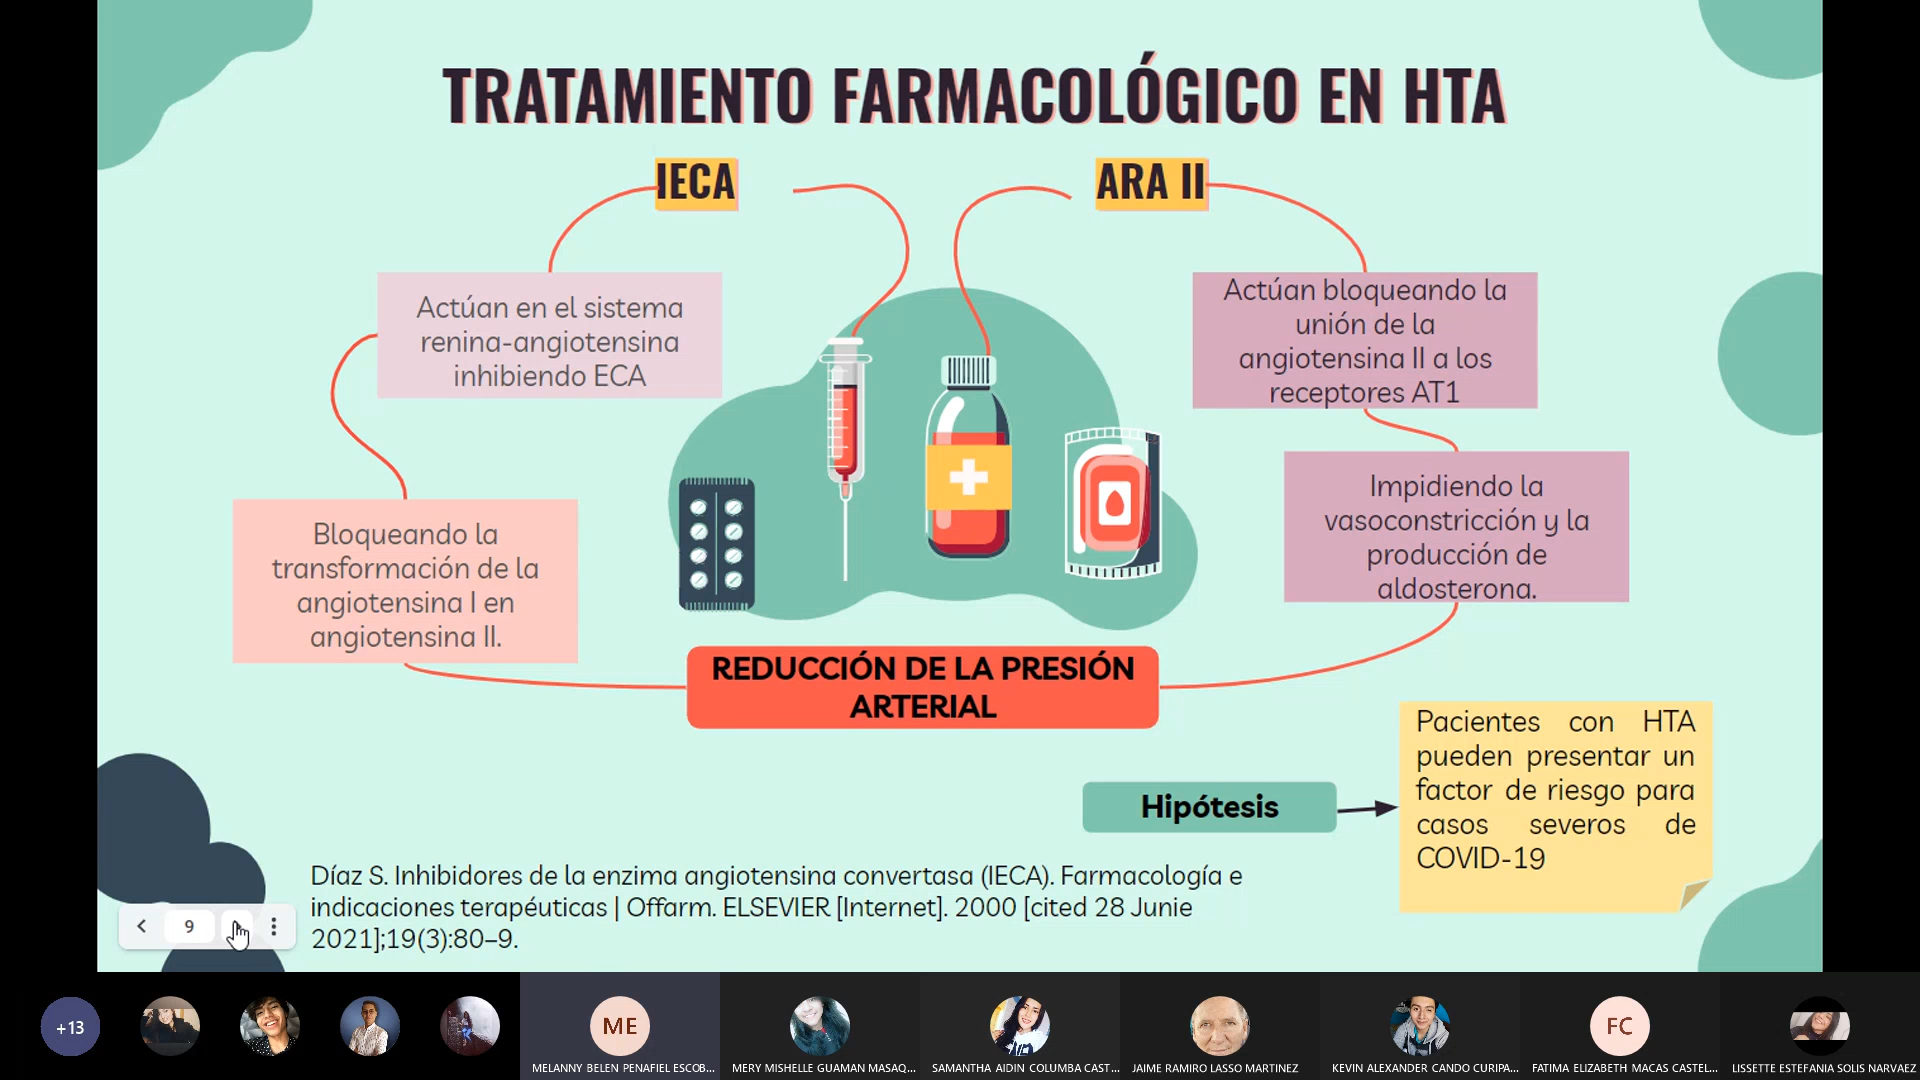 TRATAMIENTO FARMACOLÓGICO EN HTA
IECA
ARA II
Actúan en el sistema
renina-angiotensina
inhibiendo ECA
Actúan bloqueando la
unión de la
angiotensina II a los
receptores AT1
Bloqueando la
transformación de la
angiotensina I en
angiotensina II.
Impidiendo la
vasoconstricción y la
producción de
aldosterona.
REDUCCIÓN DE LA PRESIÓN
ARTERIAL
Hipótesis
Pacientes con HTA
pueden presentar un
factor de riesgo para
casos severos de
COVID-19
Díaz S. Inhibidores de la enzima angiotensina convertasa (IECA). Farmacología e
indicaciones terapéuticas | Offarm. ELSEVIER [Internet]. 2000 [cited 28 Junie
2021];19(3):80–9.
9
+13
ME
FC
MELANNY BELEN PENAFIEL ESCOB...
MERY MISHELLE GUAMAN MASAQ...
SAMANTHA AIDIN COLUMBA CAST...
JAIME RAMIRO LASSO MARTINEZ
KEVIN ALEXANDER CANDO CURIPA...
FATIMA ELIZABETH MACAS CASTEL...
LISSETTE ESTEFANIA SOLIS NARVAEZ